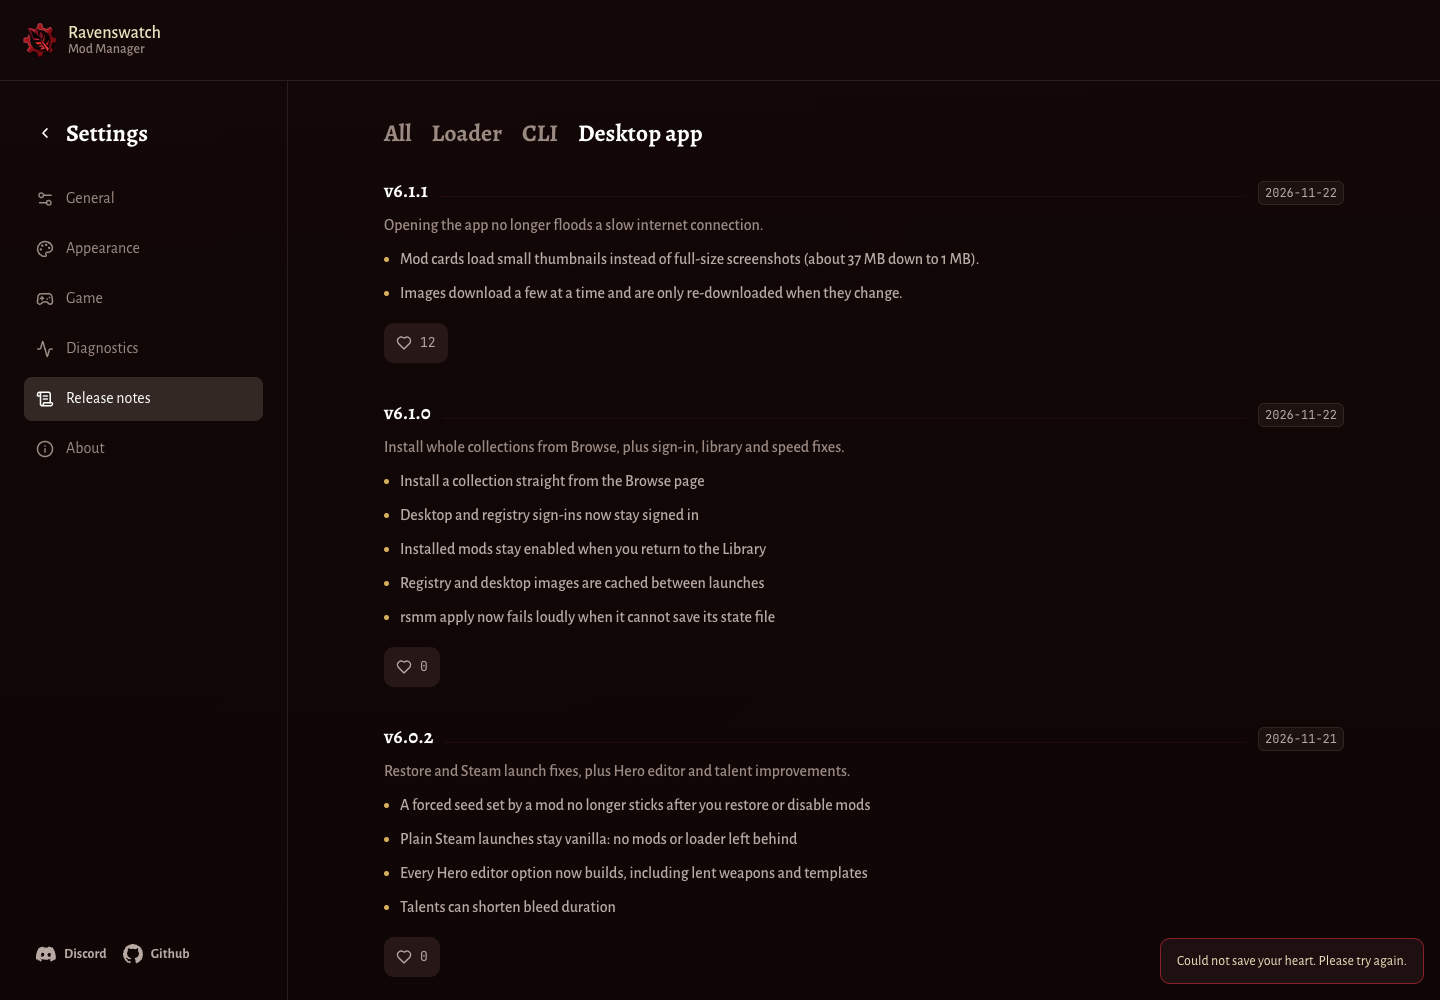 Ravenswatch
Mod Manager
Settings
General
Appearance
Game
Diagnostics
Release notes
About
Discord Github
All Loader CLI Desktop app
v6.1.1 2026-11-22
Opening the app no longer floods a slow internet connection.
Mod cards load small thumbnails instead of full-size screenshots (about 37 MB down to 1 MB).
Images download a few at a time and are only re-downloaded when they change.
12
v6.1.0 2026-11-22
Install whole collections from Browse, plus sign-in, library and speed fixes.
Install a collection straight from the Browse page
Desktop and registry sign-ins now stay signed in
Installed mods stay enabled when you return to the Library
Registry and desktop images are cached between launches
rsmm apply now fails loudly when it cannot save its state file
0
v6.0.2 2026-11-21
Restore and Steam launch fixes, plus Hero editor and talent improvements.
A forced seed set by a mod no longer sticks after you restore or disable mods
Plain Steam launches stay vanilla: no mods or loader left behind
Every Hero editor option now builds, including lent weapons and templates
Talents can shorten bleed duration
0
Could not save your heart. Please try again.